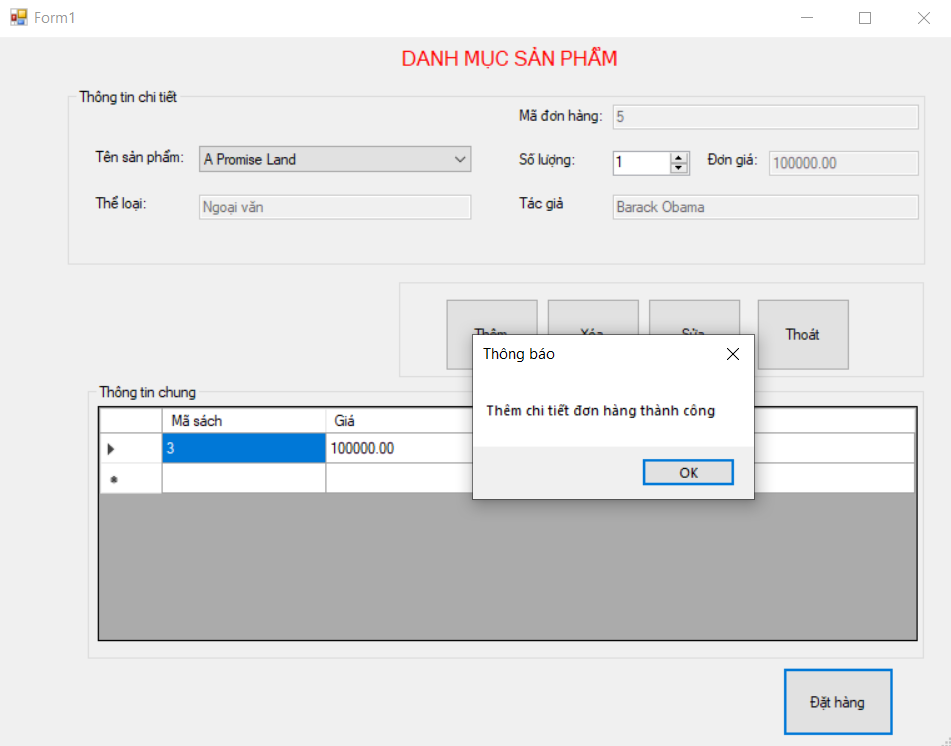 Form1
DANH MỤC SẢN PHẨM
Thông tin chi tiết
Mã đơn hàng: 5
Tên sản phẩm: A Promise Land
Số lượng: 1 Đơn giá: 100000.00
Thể loại: Ngoại văn
Tác giả Barack Obama
Thêm Xóa Sửa Thoát
Thông báo
Thêm chi tiết đơn hàng thành công
OK
Thông tin chung
Mã sách Giá
3 100000.00
Đặt hàng